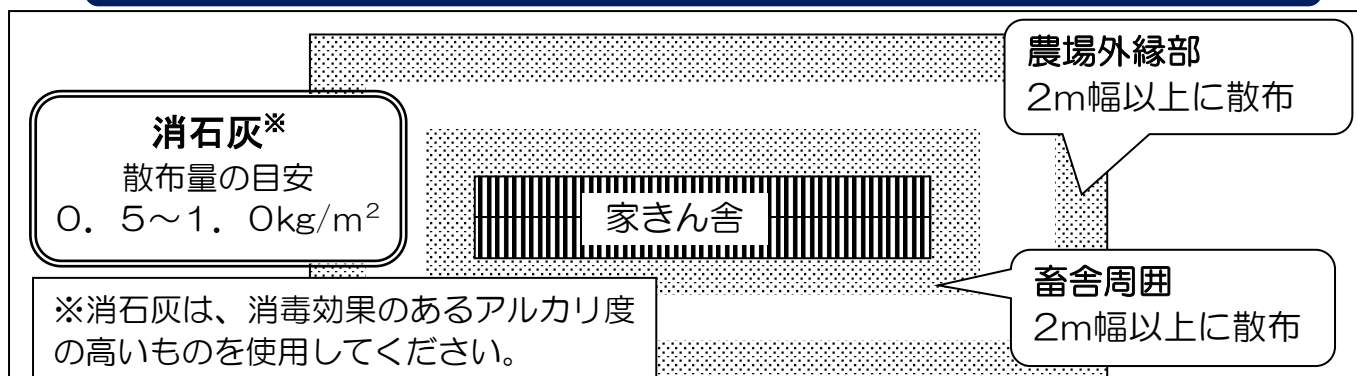 農場外縁部
2m幅以上に散布
消石灰※
散布量の目安
０．５～１．０kg/m²
家きん舎
畜舎周囲
2m幅以上に散布
※消石灰は、消毒効果のあるアルカリ度
の高いものを使用してください。